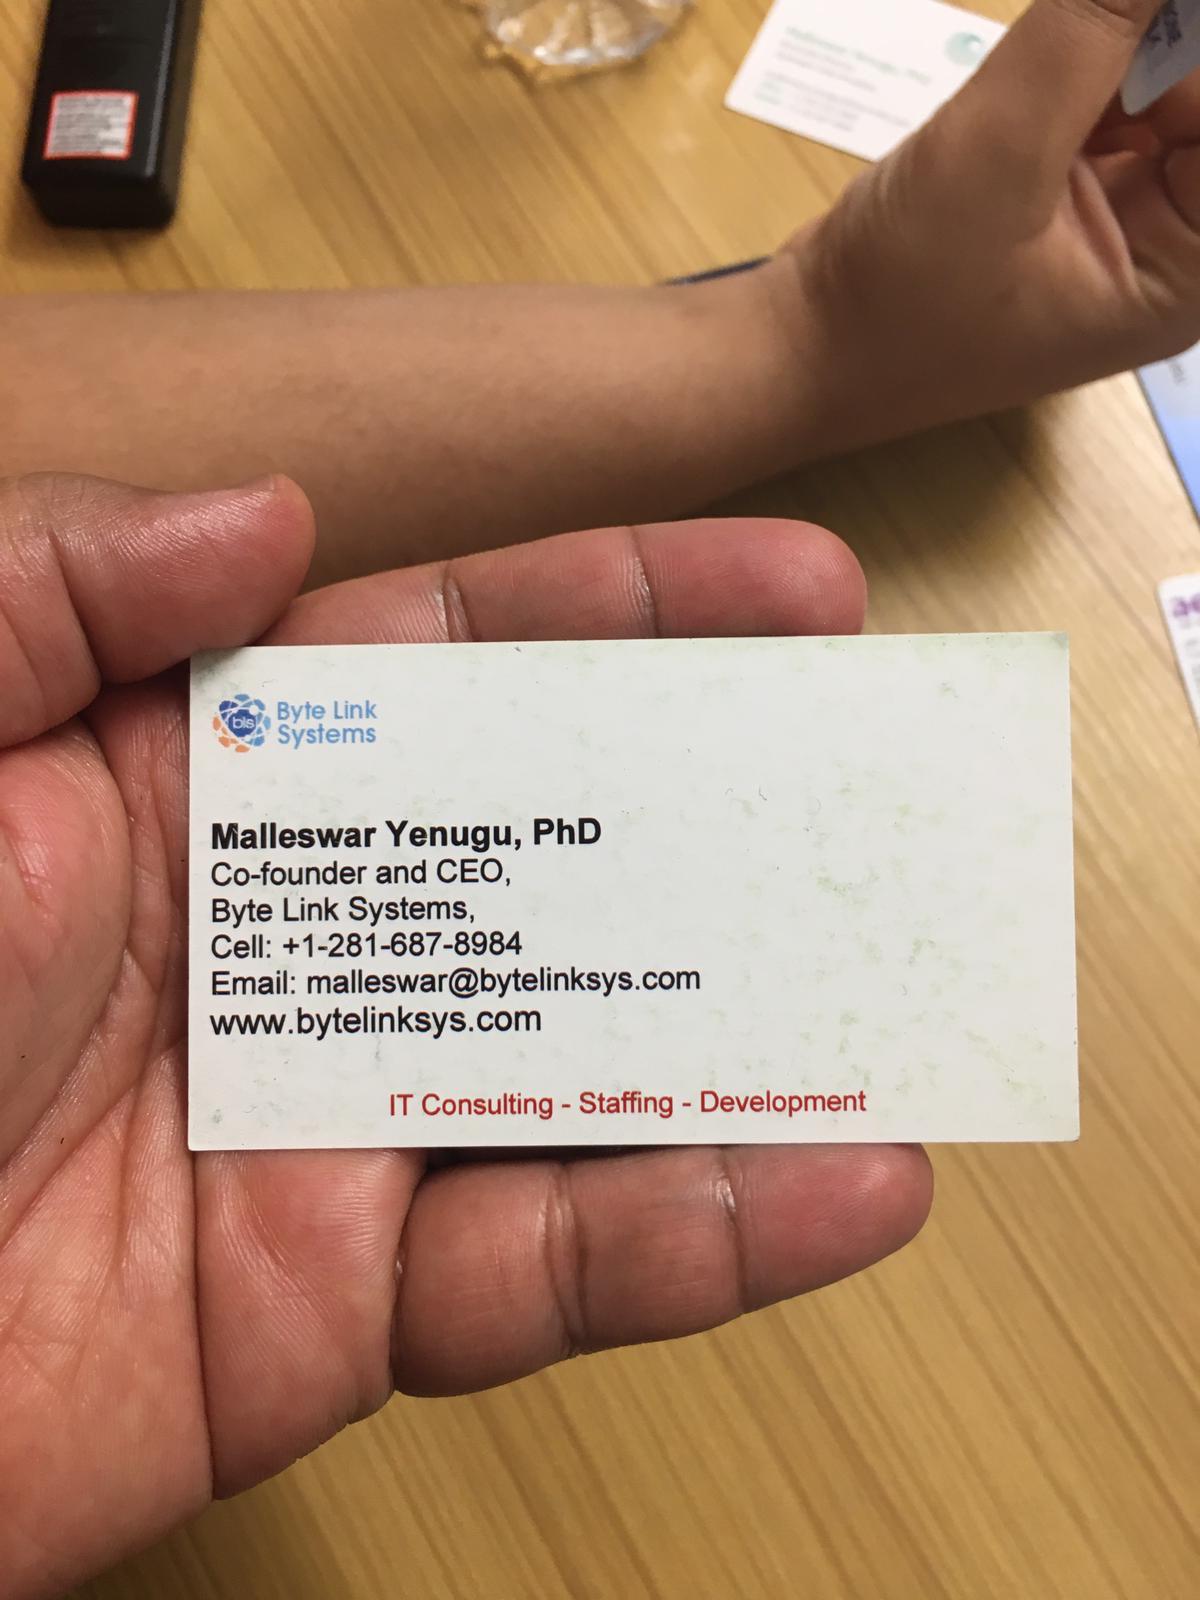 bls
Byte Link
Systems
Malleswar Yenugu, PhD
Co-founder and CEO,
Byte Link Systems,
Cell: +1-281-687-8984
Email: malleswar@bytelinksys.com
www.bytelinksys.com
IT Consulting - Staffing - Development